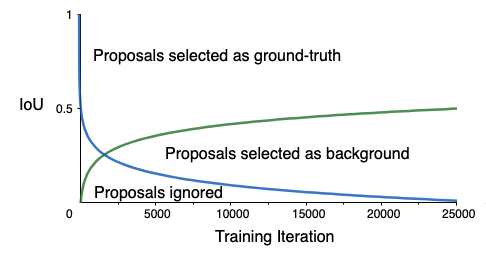 1
Proposals selected as ground-truth
IoU
0.5
Proposals selected as background
Proposals ignored
0 5000 10000 15000 20000 25000
Training Iteration